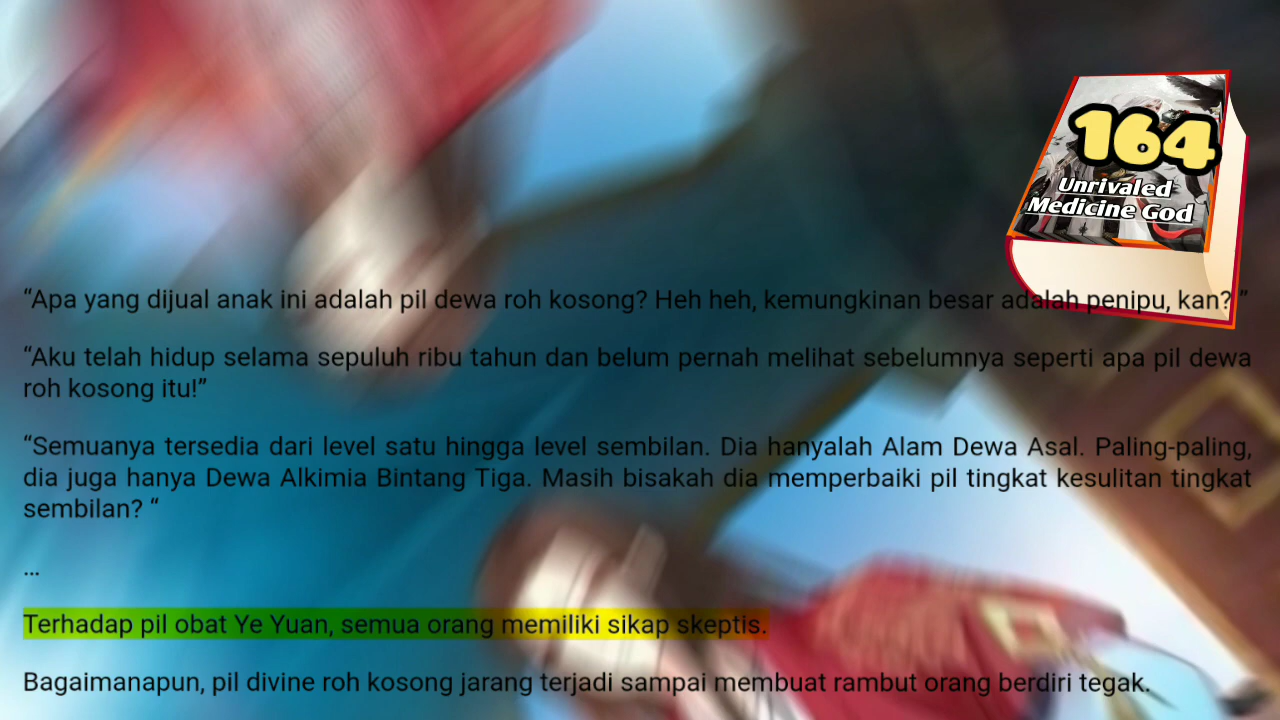 164
Unrivaled
Medicine God
“Apa yang dijual anak ini adalah pil dewa roh kosong? Heh heh, kemungkinan besar adalah penipu, kan? ”
“Aku telah hidup selama sepuluh ribu tahun dan belum pernah melihat sebelumnya seperti apa pil dewa
roh kosong itu!”
“Semuanya tersedia dari level satu hingga level sembilan. Dia hanyalah Alam Dewa Asal. Paling-paling,
dia juga hanya Dewa Alkimia Bintang Tiga. Masih bisakah dia memperbaiki pil tingkat kesulitan tingkat
sembilan? “
…
Terhadap pil obat Ye Yuan, semua orang memiliki sikap skeptis.
Bagaimanapun, pil divine roh kosong jarang terjadi sampai membuat rambut orang berdiri tegak.